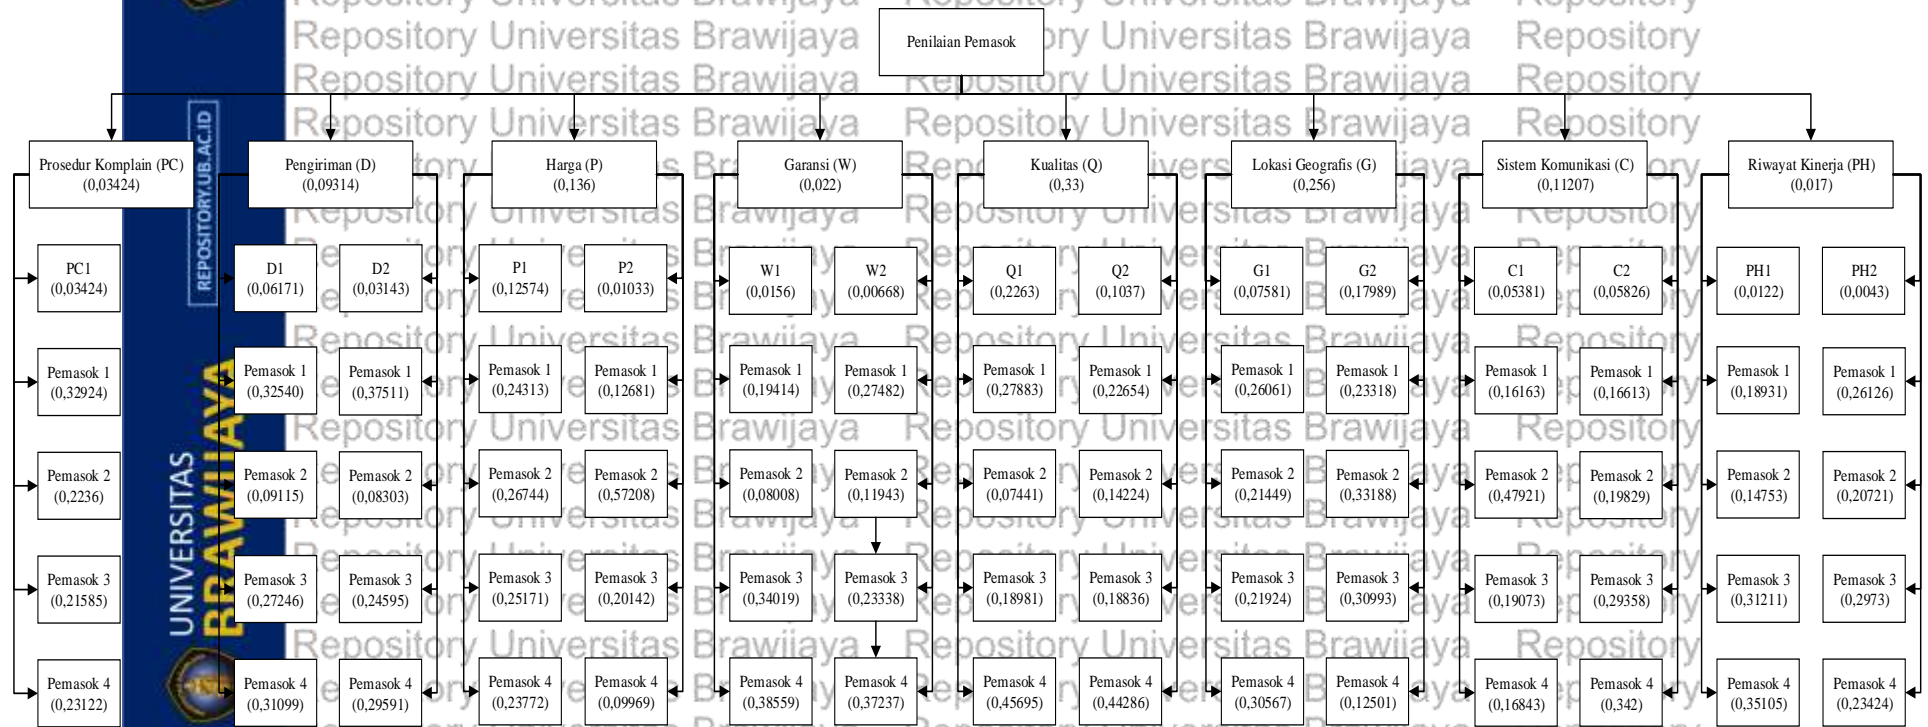 Penilaian Pemasok
Prosedur Komplain (PC)
(0,03424)
Pengiriman (D)
(0,09314)
Harga (P)
(0,136)
Garansi (W)
(0,022)
Kualitas (Q)
(0,33)
Lokasi Geografis (G)
(0,256)
Sistem Komunikasi (C)
(0,11207)
Riwayat Kinerja (PH)
(0,017)
PC1
(0,03424)
D1
(0,06171)
D2
(0,03143)
P1
(0,12574)
P2
(0,01033)
W1
(0,0156)
W2
(0,00668)
Q1
(0,2263)
Q2
(0,1037)
G1
(0,07581)
G2
(0,17989)
C1
(0,05381)
C2
(0,05826)
PH1
(0,0122)
PH2
(0,0043)
Pemasok 1
(0,32924)
Pemasok 1
(0,32540)
Pemasok 1
(0,37511)
Pemasok 1
(0,24313)
Pemasok 1
(0,12681)
Pemasok 1
(0,19414)
Pemasok 1
(0,27482)
Pemasok 1
(0,27883)
Pemasok 1
(0,22654)
Pemasok 1
(0,26061)
Pemasok 1
(0,23318)
Pemasok 1
(0,16163)
Pemasok 1
(0,16613)
Pemasok 1
(0,18931)
Pemasok 1
(0,26126)
Pemasok 2
(0,2236)
Pemasok 2
(0,09115)
Pemasok 2
(0,08303)
Pemasok 2
(0,26744)
Pemasok 2
(0,57208)
Pemasok 2
(0,08008)
Pemasok 2
(0,11943)
Pemasok 2
(0,07441)
Pemasok 2
(0,14224)
Pemasok 2
(0,21449)
Pemasok 2
(0,33188)
Pemasok 2
(0,47921)
Pemasok 2
(0,19829)
Pemasok 2
(0,14753)
Pemasok 2
(0,20721)
Pemasok 3
(0,21585)
Pemasok 3
(0,27246)
Pemasok 3
(0,24595)
Pemasok 3
(0,25171)
Pemasok 3
(0,20142)
Pemasok 3
(0,34019)
Pemasok 3
(0,23338)
Pemasok 3
(0,18981)
Pemasok 3
(0,18836)
Pemasok 3
(0,21924)
Pemasok 3
(0,30993)
Pemasok 3
(0,19073)
Pemasok 3
(0,29358)
Pemasok 3
(0,31211)
Pemasok 3
(0,2973)
Pemasok 4
(0,23122)
Pemasok 4
(0,31099)
Pemasok 4
(0,29591)
Pemasok 4
(0,23772)
Pemasok 4
(0,09969)
Pemasok 4
(0,38559)
Pemasok 4
(0,37237)
Pemasok 4
(0,45695)
Pemasok 4
(0,44286)
Pemasok 4
(0,30567)
Pemasok 4
(0,12501)
Pemasok 4
(0,16843)
Pemasok 4
(0,342)
Pemasok 4
(0,35105)
Pemasok 4
(0,23424)
REPOSITORY.UB.AC.ID
UNIVERSITAS
BRAWIJAYA
Repository Universitas Brawijaya